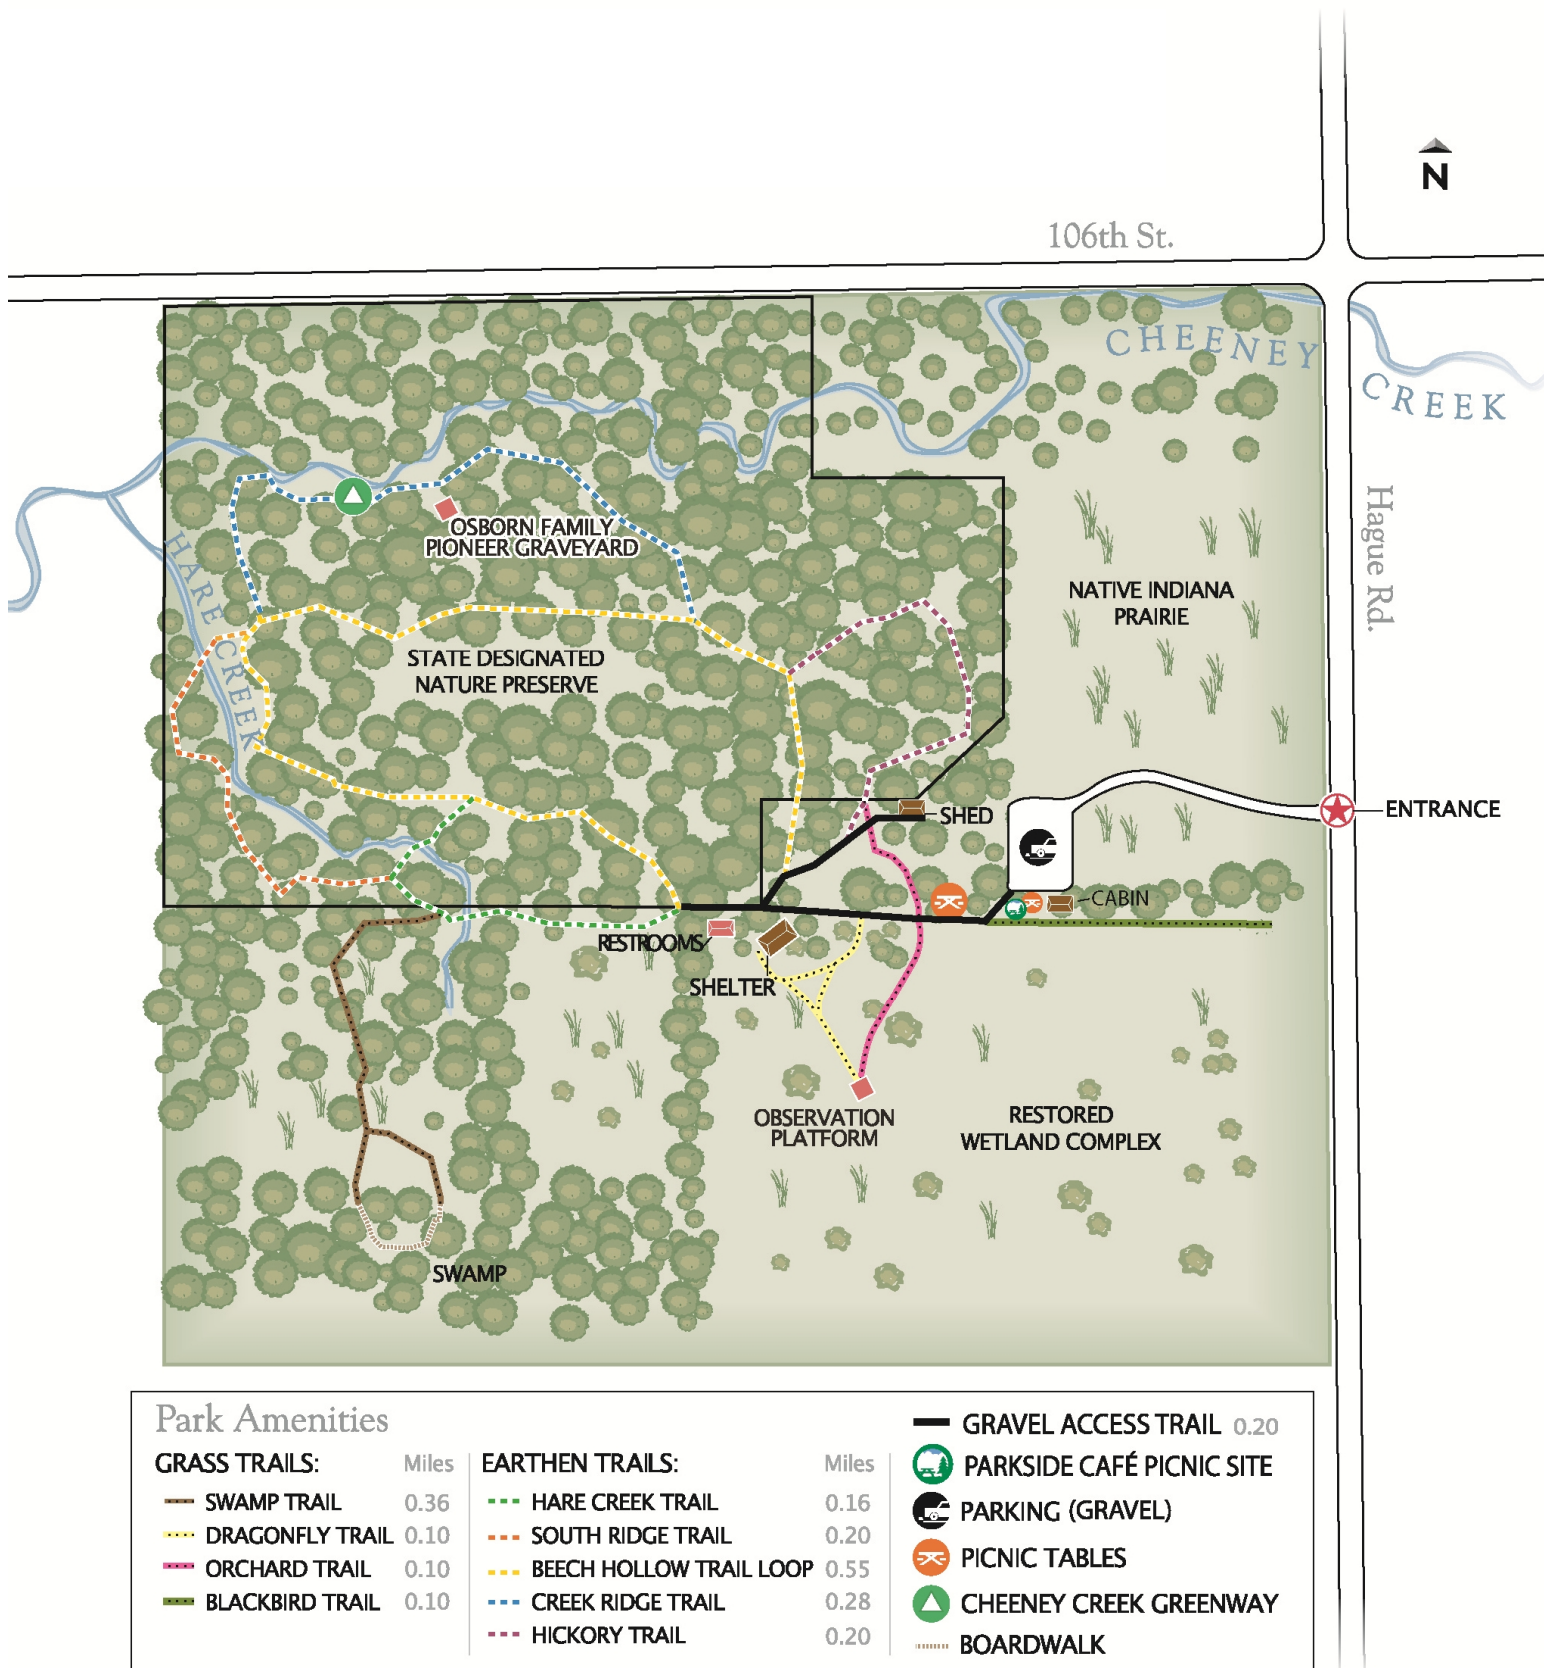 N
106th St.
CHEENEY
CREEK
Hague Rd.
OSBORN FAMILY
PIONEER GRAVEYARD
HARE CREEK
NATIVE INDIANA
PRAIRIE
STATE DESIGNATED
NATURE PRESERVE
SHED
ENTRANCE
CABIN
RESTROOMS
SHELTER
OBSERVATION
PLATFORM
RESTORED
WETLAND COMPLEX
SWAMP
Park Amenities
GRASS TRAILS: Miles
SWAMP TRAIL 0.36
DRAGONFLY TRAIL 0.10
ORCHARD TRAIL 0.10
BLACKBIRD TRAIL 0.10
EARTHEN TRAILS: Miles
HARE CREEK TRAIL 0.16
SOUTH RIDGE TRAIL 0.20
BEECH HOLLOW TRAIL LOOP 0.55
CREEK RIDGE TRAIL 0.28
HICKORY TRAIL 0.20
GRAVEL ACCESS TRAIL 0.20
PARKSIDE CAFÉ PICNIC SITE
PARKING (GRAVEL)
PICNIC TABLES
CHEENEY CREEK GREENWAY
BOARDWALK